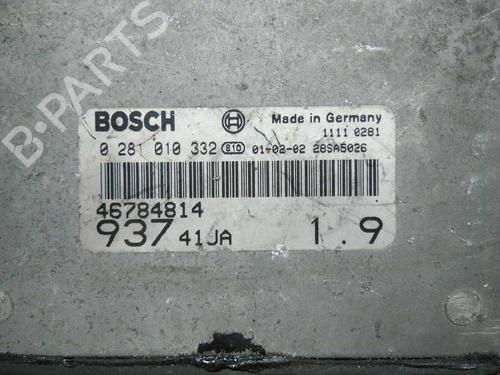 B-PARTS
BOSCH Made in Germany
1111 0281
0 281 010 332 B10 01-02-02 28SA5026
46784814
937 41JA 1.9